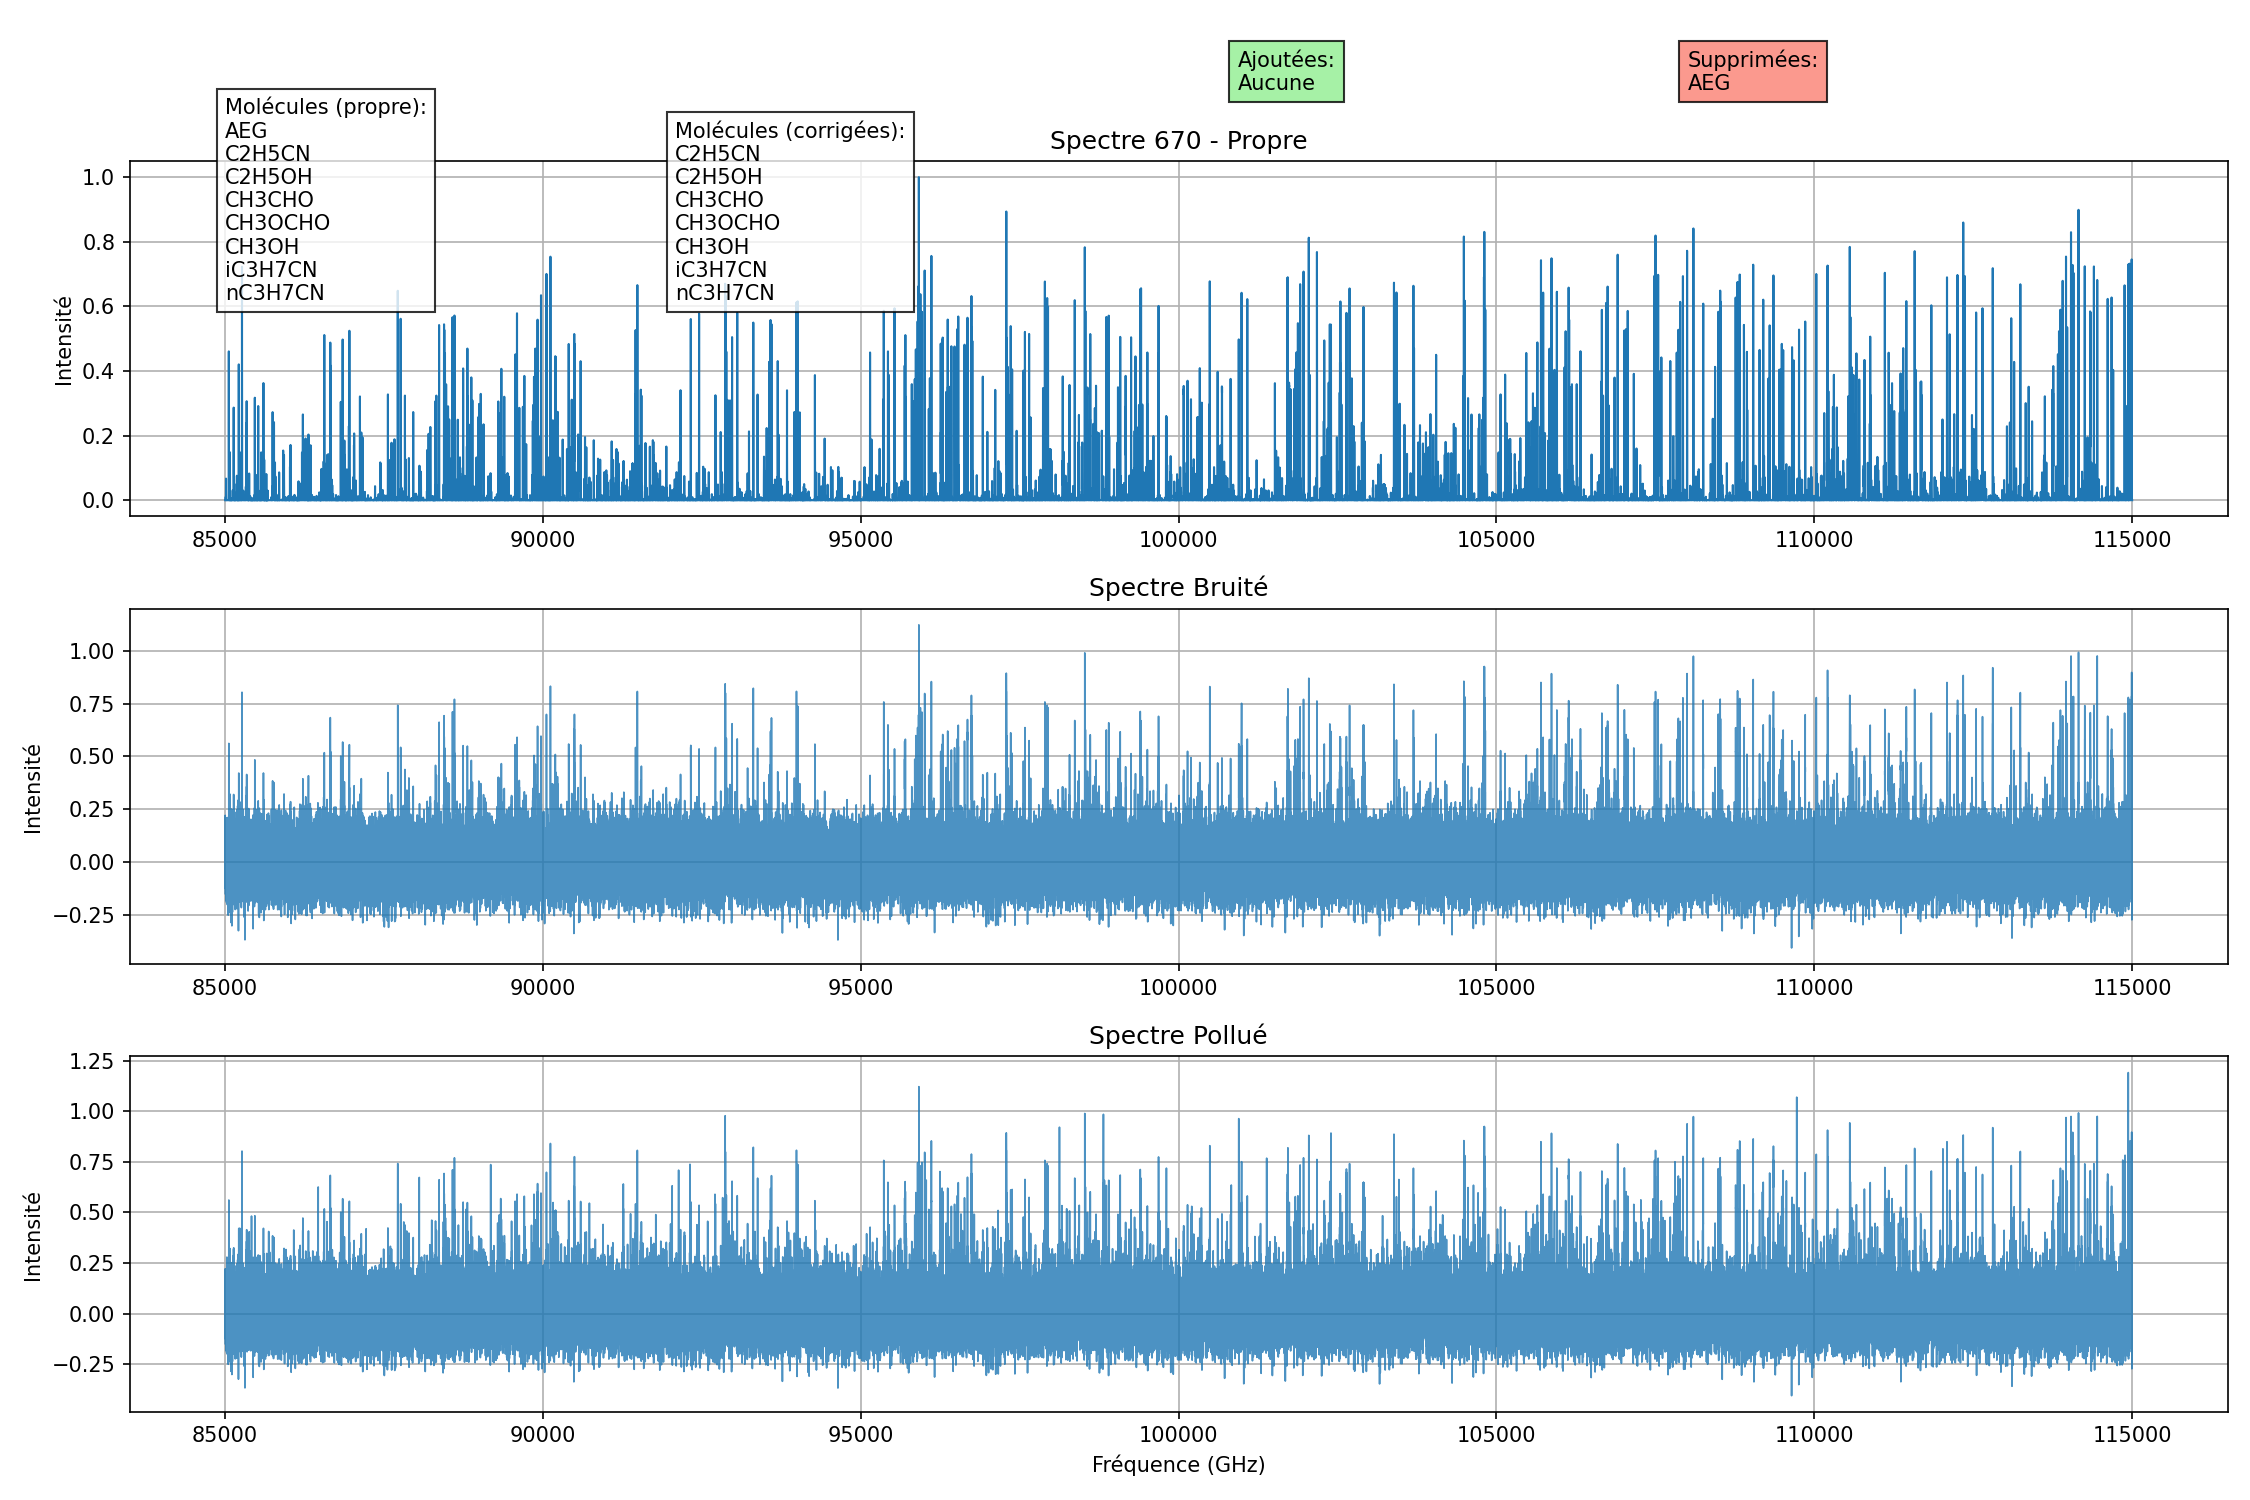 Ajoutées:
Aucune
Supprimées:
AEG
Molécules (propre):
AEG
C2H5CN
C2H5OH
CH3CHO
CH3OCHO
CH3OH
iC3H7CN
nC3H7CN
Molécules (corrigées):
C2H5CN
C2H5OH
CH3CHO
CH3OCHO
CH3OH
iC3H7CN
nC3H7CN
Spectre 670 - Propre
Intensité
1.0
0.8
0.6
0.4
0.2
0.0
85000 90000 95000 100000 105000 110000 115000
Spectre Bruité
Intensité
1.00
0.75
0.50
0.25
0.00
−0.25
85000 90000 95000 100000 105000 110000 115000
Spectre Pollué
Intensité
1.25
1.00
0.75
0.50
0.25
0.00
−0.25
85000 90000 95000 100000 105000 110000 115000
Fréquence (GHz)